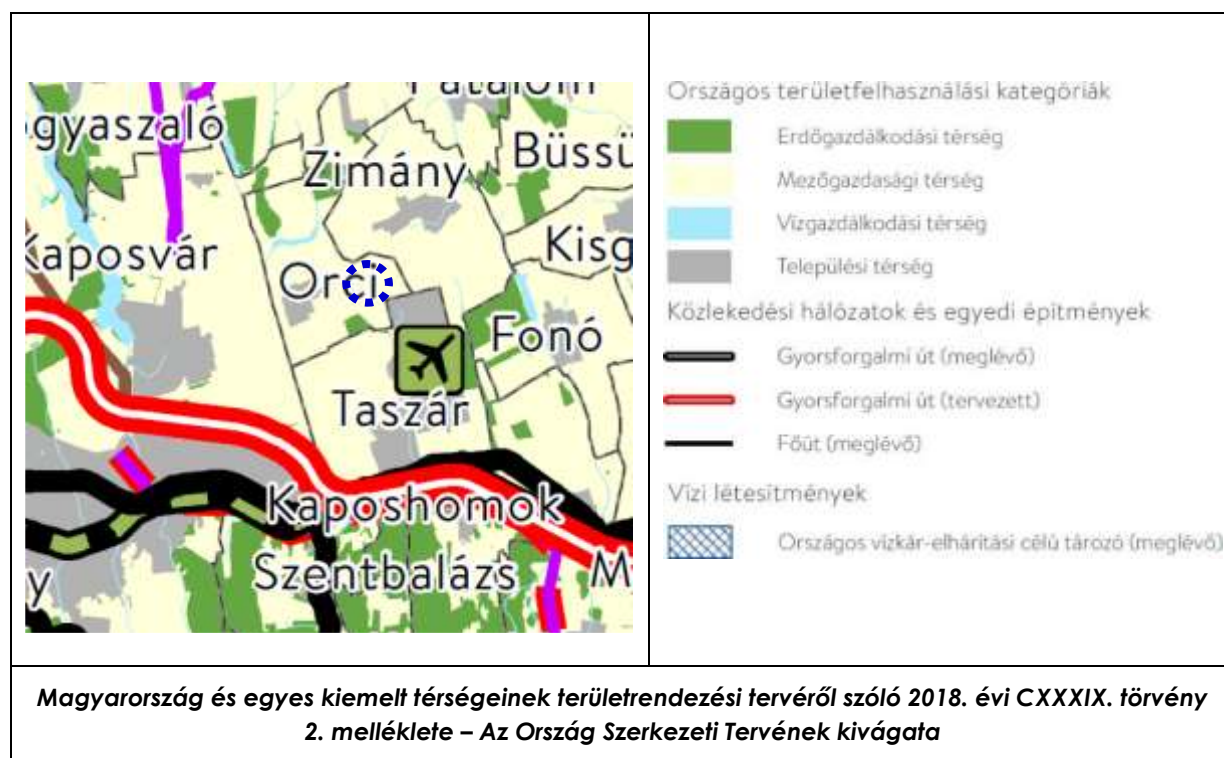 Patalom
ogyaszaló
Zimány
Büssü
Kaposvár
Kisg
Orci
Fonó
Taszár
Kaposhomok
Szentbalázs
M
y
Országos területfelhasználási kategóriák
Erdőgazdálkodási térség
Mezőgazdasági térség
Vízgazdálkodási térség
Települési térség
Közlekedési hálózatok és egyedi építmények
Gyorsforgalmi út (meglévő)
Gyorsforgalmi út (tervezett)
Főút (meglévő)
Vízi létesítmények
Országos vízkár-elhárítási célú tározó (meglévő)
Magyarország és egyes kiemelt térségeinek területrendezési tervéről szóló 2018. évi CXXXIX. törvény
2. melléklete – Az Ország Szerkezeti Tervének kivágata